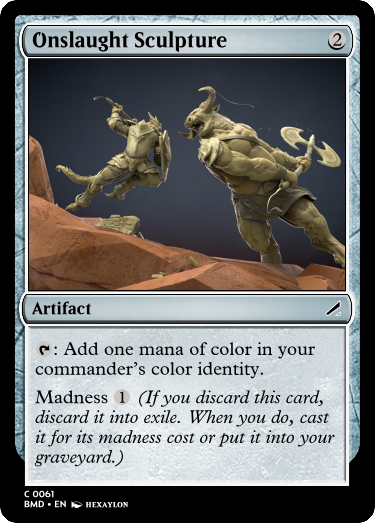 Onslaught Sculpture 2
Artifact
: Add one mana of color in your
commander's color identity.
Madness 1 (If you discard this card,
discard it into exile. When you do, cast
it for its madness cost or put it into your
graveyard.)
C 0061
BMD • EN HEXAYLON